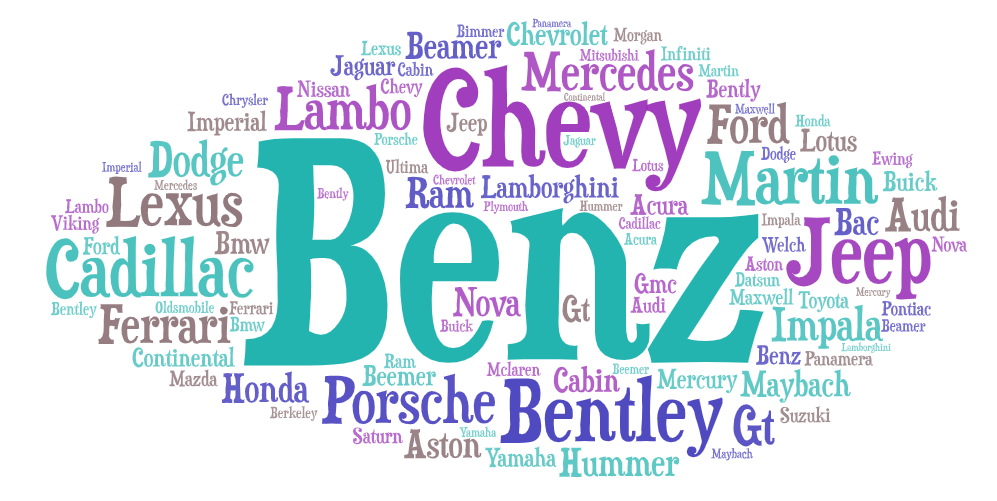 Panamera
Bimmer Chevrolet Morgan
Lexus Beamer Mitsubishi Infiniti
Jaguar Cabin Mercedes Martin
Nissan Chevy Chevy Bently
Chrysler Lambo Continental Maxwell
Imperial Jeep Ford Honda
Porsche Jaguar Lotus
Dodge Ultima Lotus Dodge Ewing
Imperial Martin Buick
Mercedes Bently Chevrolet
Lexus Ram Lamborghini
Lambo Benz Plymouth Hummer Acura Audi
Viking Cadillac Impala Bac
Ford Bmw Acura Welch Jeep Nova
Cadillac Aston
Gmc Datsun Mercury
Bentley Oldsmobile Ferrari Nova Gt Audi Maxwell Toyota Pontiac
Ferrari Bmw Buick Impala Beamer
Continental Lamborghini
Ram Benz Panamera
Mazda Honda Beemer Mclaren Cabin Beemer Mercury Maybach
Berkeley Porsche Bentley Gt Suzuki
Saturn Aston Yamaha
Yamaha Hummer Maybach